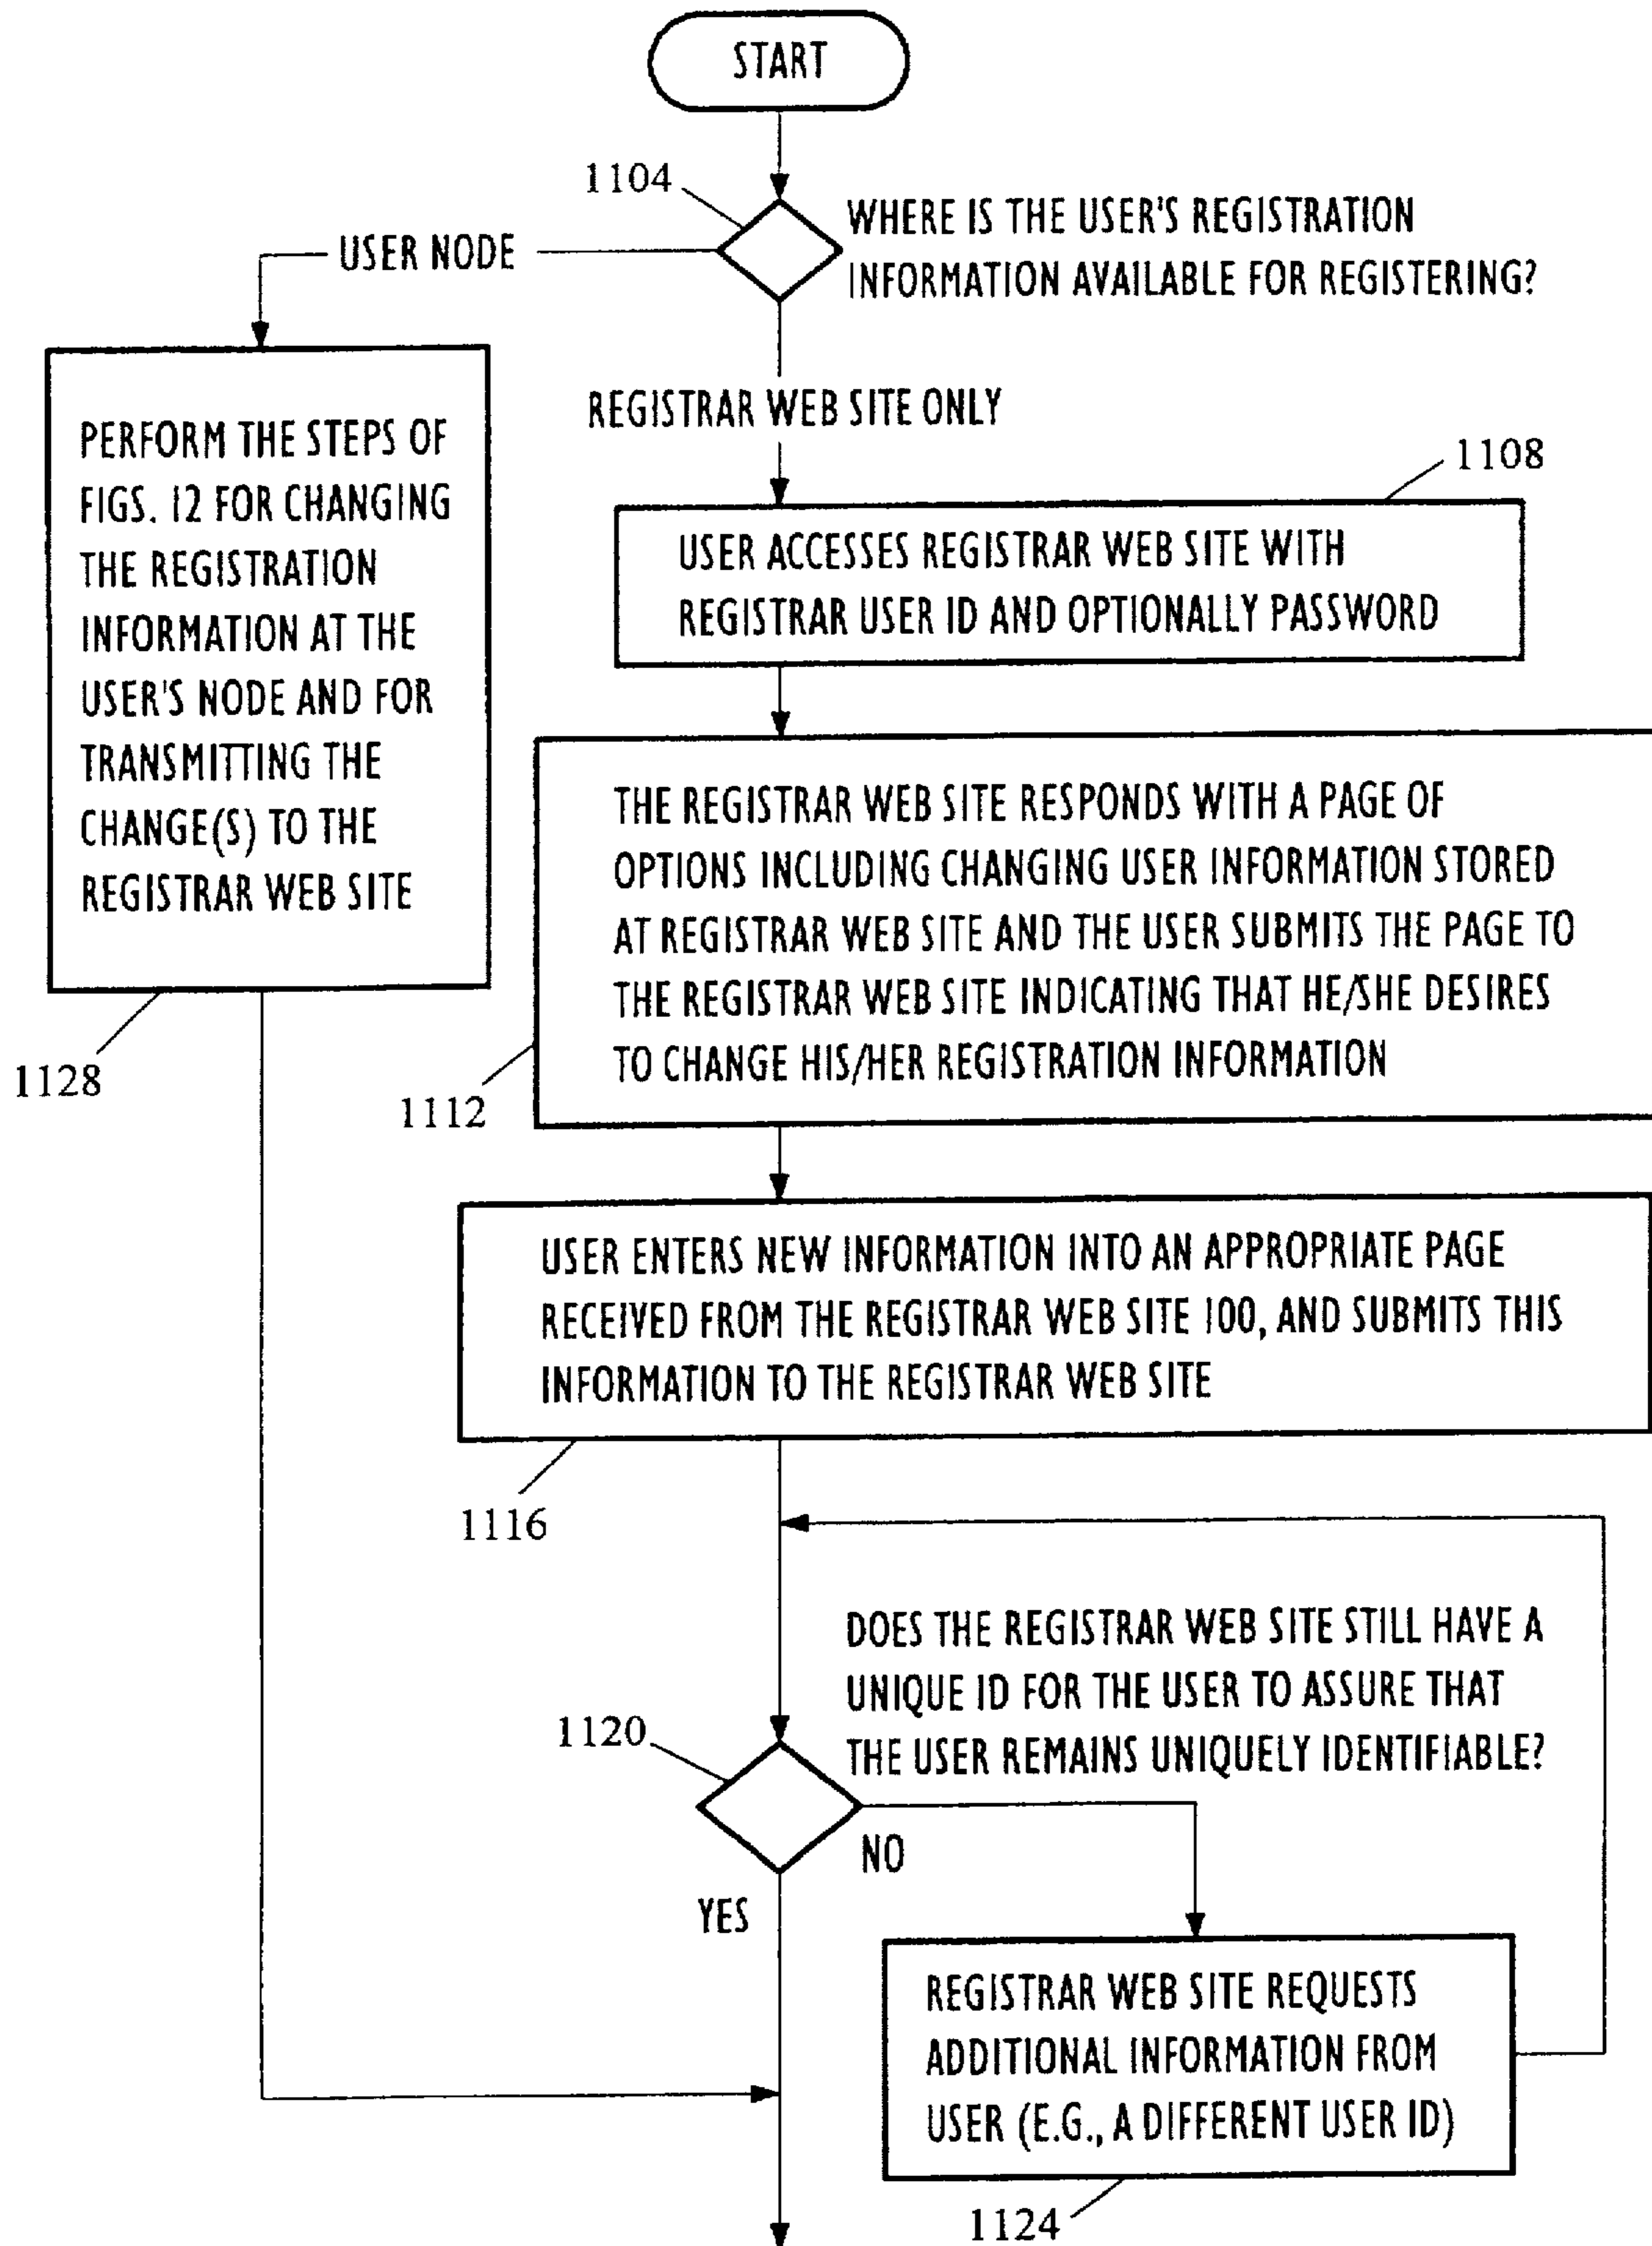 START
1104
WHERE IS THE USER'S REGISTRATION
INFORMATION AVAILABLE FOR REGISTERING?
USER NODE
REGISTRAR WEB SITE ONLY
PERFORM THE STEPS OF
FIGS. 12 FOR CHANGING
THE REGISTRATION
INFORMATION AT THE
USER'S NODE AND FOR
TRANSMITTING THE
CHANGE(S) TO THE
REGISTRAR WEB SITE
1128
1108
USER ACCESSES REGISTRAR WEB SITE WITH
REGISTRAR USER ID AND OPTIONALLY PASSWORD
THE REGISTRAR WEB SITE RESPONDS WITH A PAGE OF
OPTIONS INCLUDING CHANGING USER INFORMATION STORED
AT REGISTRAR WEB SITE AND THE USER SUBMITS THE PAGE TO
THE REGISTRAR WEB SITE INDICATING THAT HE/SHE DESIRES
TO CHANGE HIS/HER REGISTRATION INFORMATION
1112
USER ENTERS NEW INFORMATION INTO AN APPROPRIATE PAGE
RECEIVED FROM THE REGISTRAR WEB SITE 100, AND SUBMITS THIS
INFORMATION TO THE REGISTRAR WEB SITE
1116
DOES THE REGISTRAR WEB SITE STILL HAVE A
UNIQUE ID FOR THE USER TO ASSURE THAT
THE USER REMAINS UNIQUELY IDENTIFIABLE?
1120
NO
YES
REGISTRAR WEB SITE REQUESTS
ADDITIONAL INFORMATION FROM
USER (E.G., A DIFFERENT USER ID)
1124